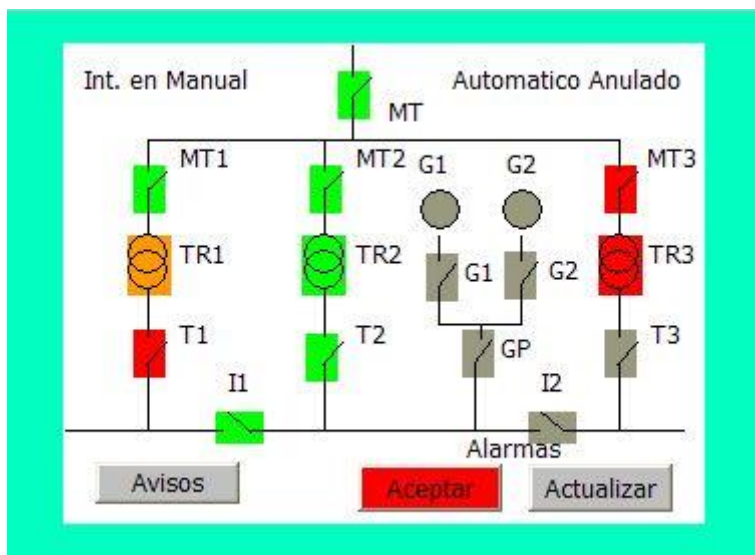 Int. en Manual
Automatico Anulado
MT
MT1
MT2
G1
G2
MT3
TR1
TR2
G1
G2
TR3
T1
T2
GP
T3
I1
I2
Alarmas
Avisos
Aceptar
Actualizar